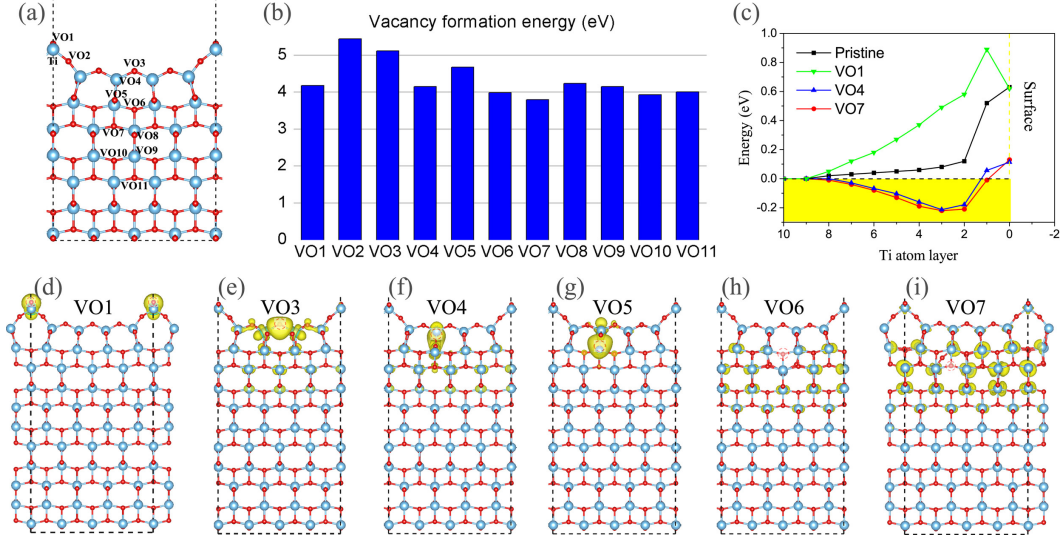 (a)
VO1
VO2
Ti
VO3
VO4
VO5
VO6
VO7
VO8
VO9
VO10
VO11
(b)
Vacancy formation energy (eV)
5
4
3
2
1
0
VO1 VO2 VO3 VO4 VO5 VO6 VO7 VO8 VO9 VO10 VO11
(c)
Pristine
VO1
VO4
VO7
Energy (eV)
1.0
0.8
0.6
0.4
0.2
0.0
-0.2
10 8 6 4 2 0 -2
Ti atom layer
Surface
(d) VO1
(e) VO3
(f) VO4
(g) VO5
(h) VO6
(i) VO7